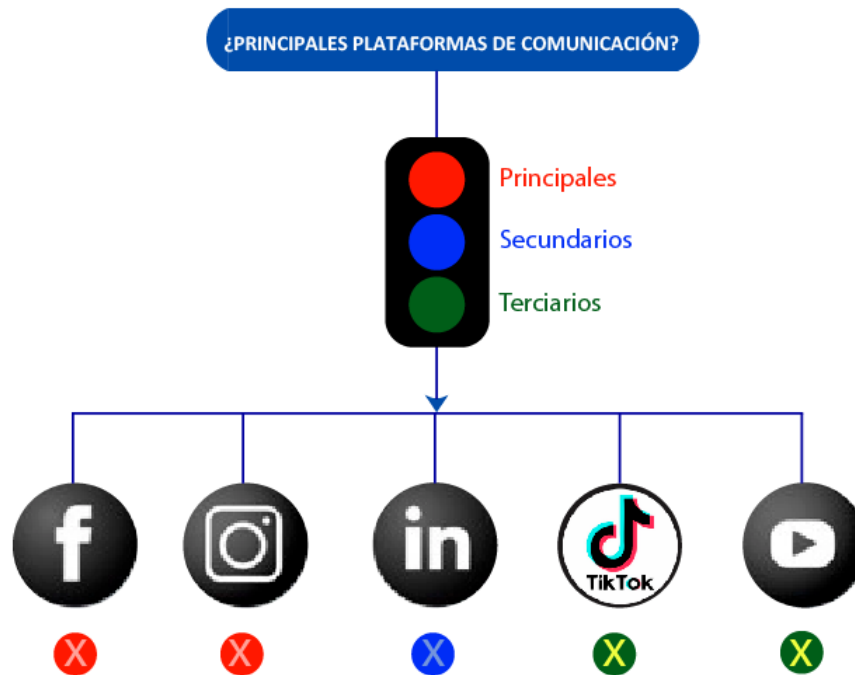 ¿PRINCIPALES PLATAFORMAS DE COMUNICACIÓN?
Principales
Secundarios
Terciarios
f
in
TikTok
X X X X X